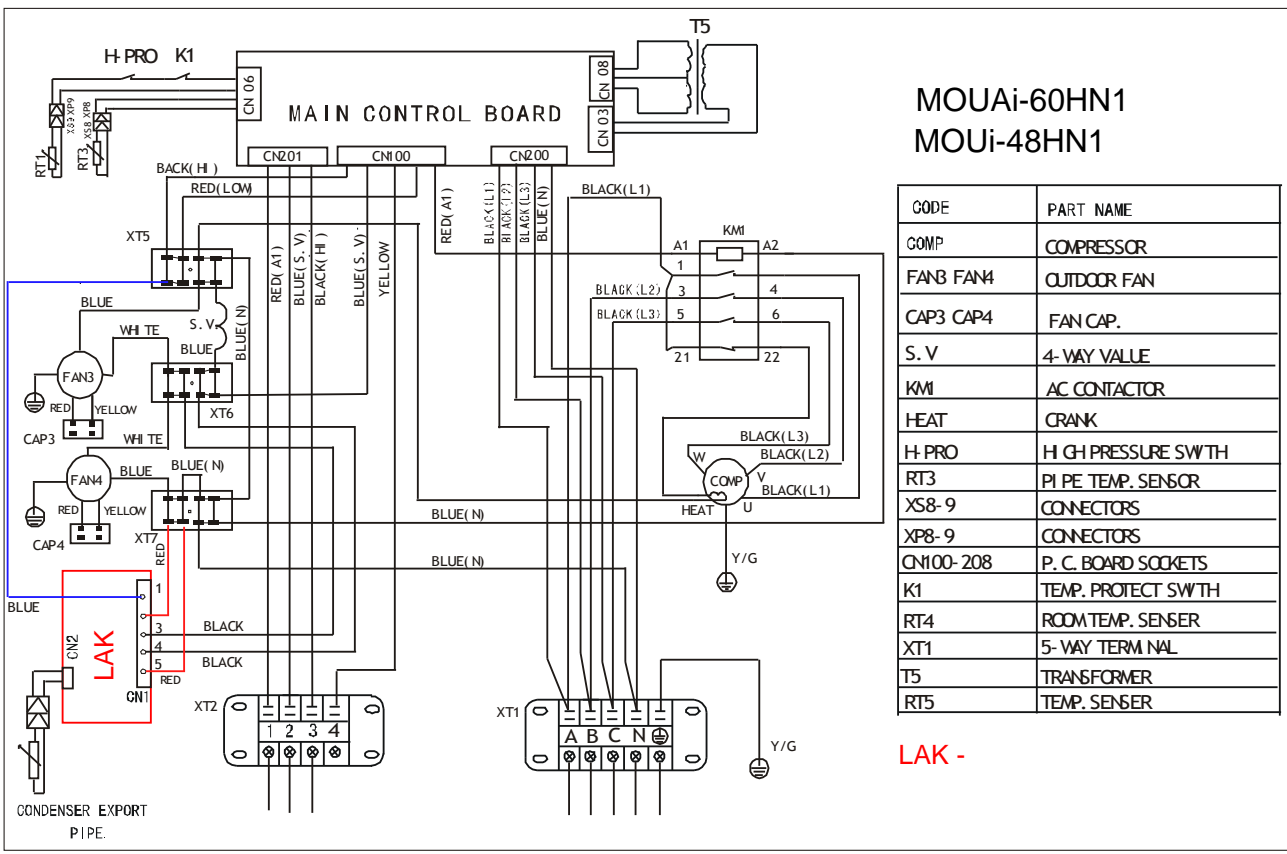 T5
H-PRO K1
CN 06
CN 08
CN 03
MAIN CONTROL BOARD
XS9 XP9
XS8 XP8
RT1
RT3
CN201
CN100
CN200
BACK( HI )
RED( LOW)
RED( A1)
BLUE( S. V)
BLACK( HI )
BLUE( S. V)
YELLOW
RED( A1)
BLACK(L1)
BLACK(L2)
BLACK(L3)
BLUE( N)
BLACK( L1)
KM1
A1
A2
1
BLACK(L2) 3
4
BLACK(L3) 5
6
21
22
XT5
BLUE
S. V
BLUE( N)
WHITE
BLUE
FAN3
RED
YELLOW
XT6
CAP3
WHITE
BLUE
BLUE( N)
FAN4
RED
YELLOW
CAP4
XT7
RED
BLACK( L3)
BLACK( L2)
BLACK( L1)
W
COMP
V
U
HEAT
BLUE( N)
BLUE( N)
Y/G
BLUE
CN2
LAK
1
3
4
5
CN1
BLACK
BLACK
RED
XT2
1 2 3 4
XT1
A B C N
Y/G
CONDENSER EXPORT
PIPE.
MOUAi-60HN1
MOUi-48HN1
CODE PART NAME
COMP COMPRESSOR
FAN3 FAN4 OUTDOOR FAN
CAP3 CAP4 FAN CAP.
S. V 4- WAY VALUE
KM1 AC CONTACTOR
HEAT CRANK
H-PRO HIGH PRESSURE SWTH
RT3 PIPE TEMP. SENSOR
XS8- 9 CONNECTORS
XP8- 9 CONNECTORS
CN100- 208 P. C. BOARD SOCKETS
K1 TEMP. PROTECT SWTH
RT4 ROOM TEMP. SENSER
XT1 5- WAY TERMINAL
T5 TRANSFORMER
RT5 TEMP. SENSER
LAK -